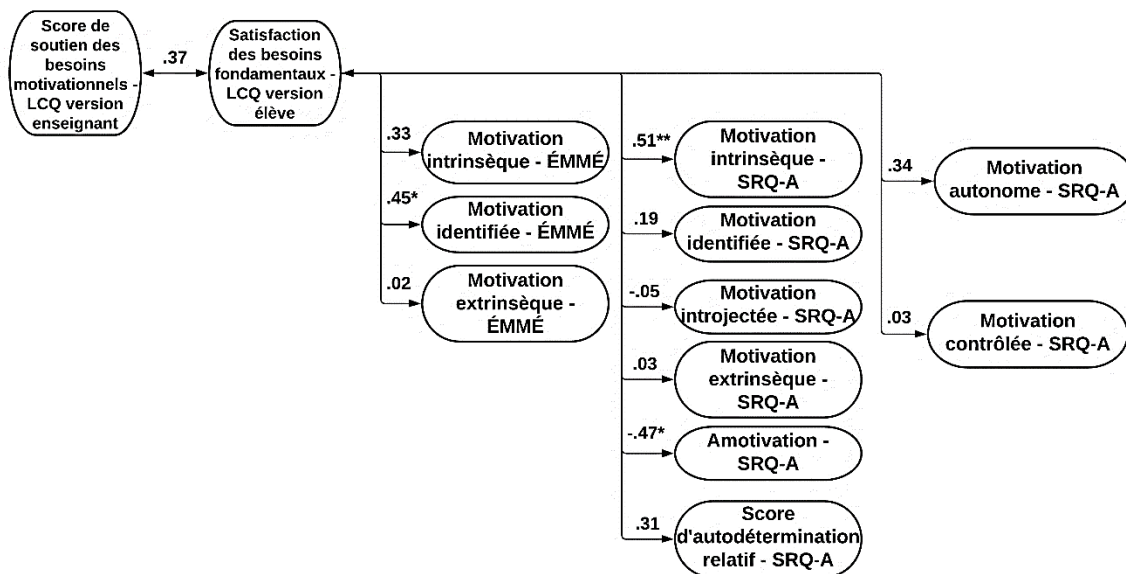 Score de
soutien des
besoins
motivationnels -
LCQ version
enseignant
.37
Satisfaction
des besoins
fondamentaux -
LCQ version
élève
.33
Motivation
intrinsèque - ÉMMÉ
.45*
Motivation
identifiée - ÉMMÉ
.02
Motivation
extrinsèque -
ÉMMÉ
.51**
Motivation
intrinsèque -
SRQ-A
.19
Motivation
identifiée - SRQ-A
-.05
Motivation
introjectée - SRQ-A
.03
Motivation
extrinsèque -
SRQ-A
-.47*
Amotivation -
SRQ-A
.31
Score
d'autodétermination
relatif - SRQ-A
.34
Motivation
autonome - SRQ-A
.03
Motivation
contrôlée - SRQ-A